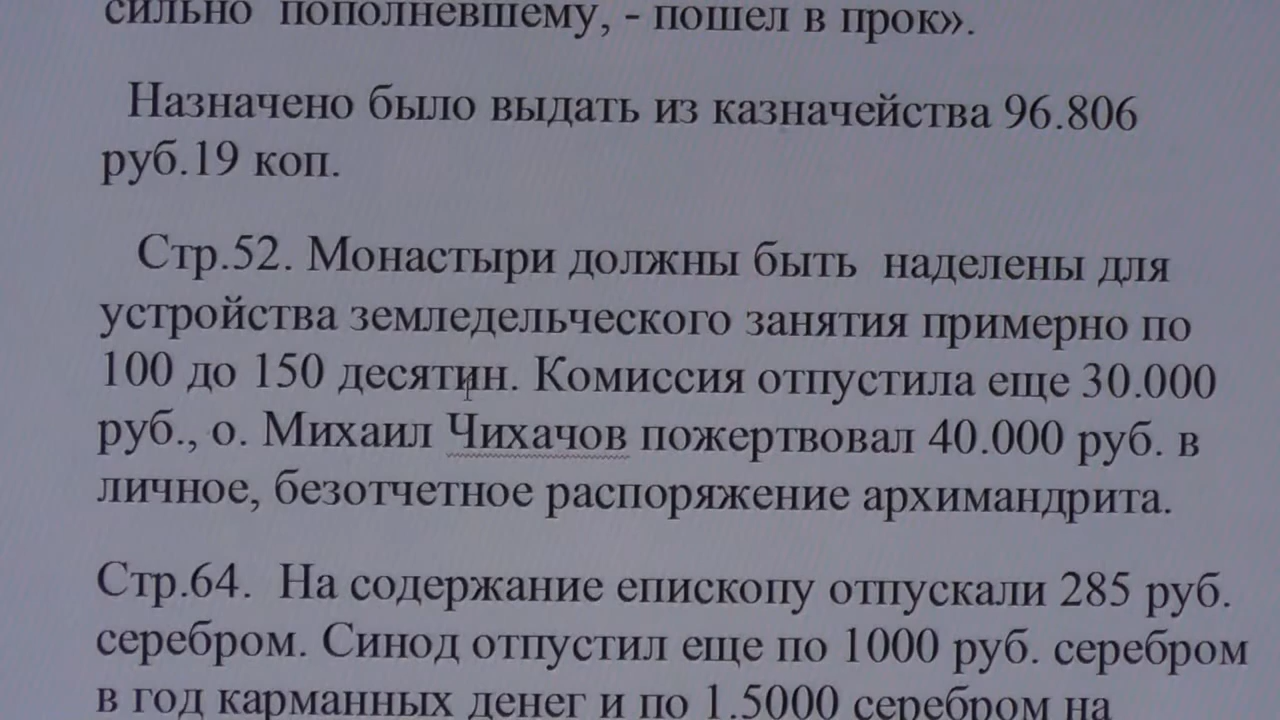 сильно пополневшему, - пошел в прок».
Назначено было выдать из казначейства 96.806
руб.19 коп.
Стр.52. Монастыри должны быть наделены для
устройства земледельческого занятия примерно по
100 до 150 десятин. Комиссия отпустила еще 30.000
руб., о. Михаил Чихачов пожертвовал 40.000 руб. в
личное, безотчетное распоряжение архимандрита.
Стр.64. На содержание епископу отпускали 285 руб.
серебром. Синод отпустил еще по 1000 руб. серебром
в год карманных денег и по 1.5000 серебром на